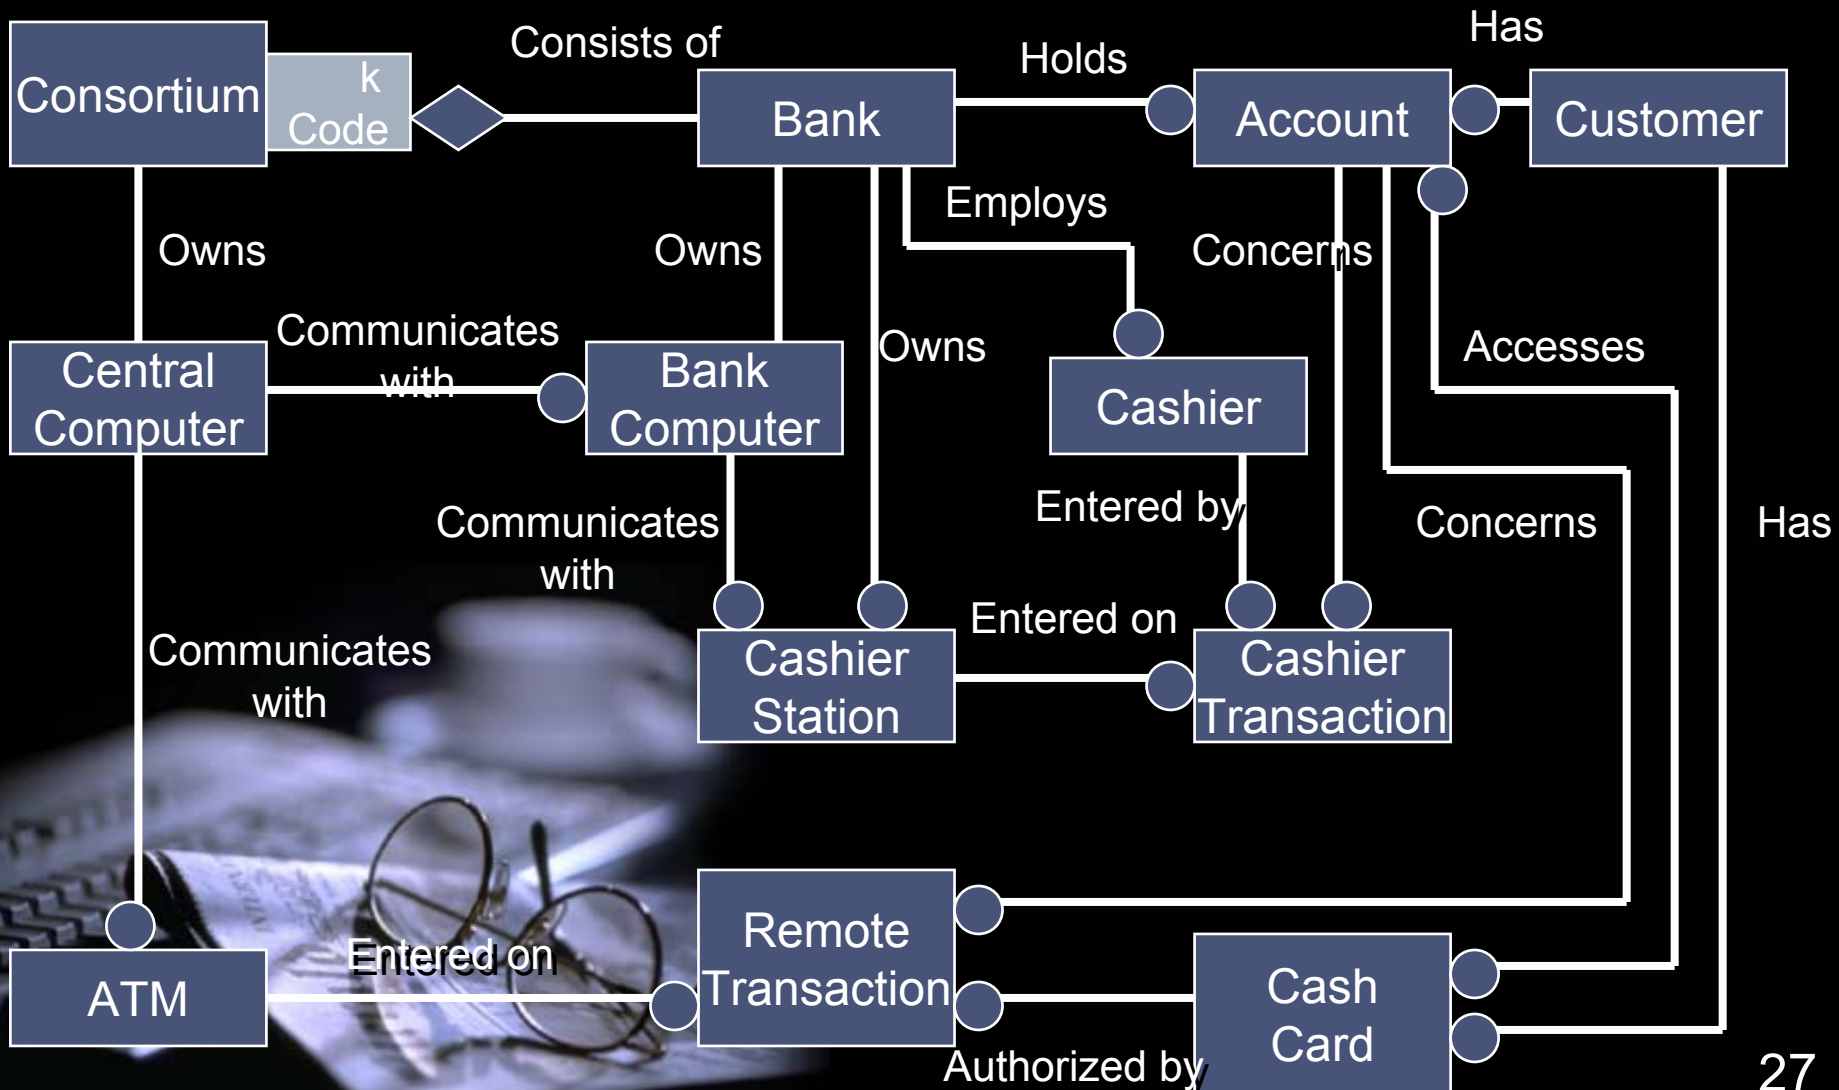 Consists of
Holds
Has
Consortium
k
Code
Bank
Account
Customer
Employs
Owns
Owns
Concerns
Communicates
with
Owns
Accesses
Central
Computer
Bank
Computer
Cashier
Communicates
with
Entered by
Concerns
Has
Entered on
Communicates
with
Cashier
Station
Cashier
Transaction
Remote
Transaction
Entered on
ATM
Cash
Card
Authorized by
27